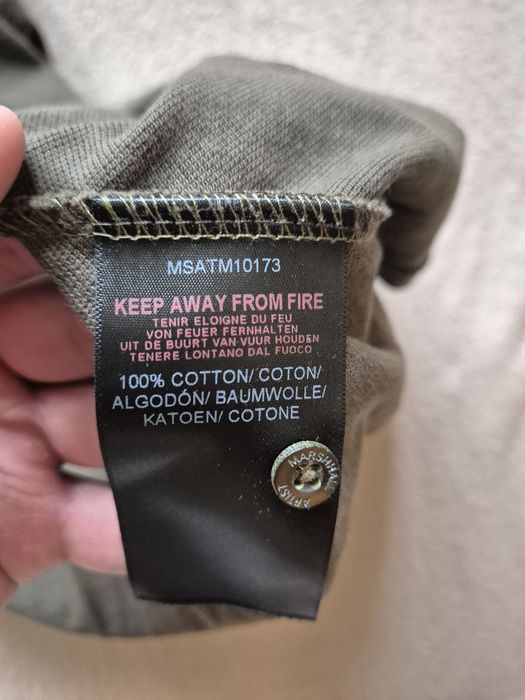 MSATM10173
KEEP AWAY FROM FIRE
TENIR ELOIGNE DU FEU
VON FEUER FERNHALTEN
UIT DE BUURT VAN VUUR HOUDEN
TENERE LONTANO DAL FUOCO
100% COTTON/ COTON/
ALGODÓN/ BAUMWOLLE/
KATOEN/ COTONE
ARTIST